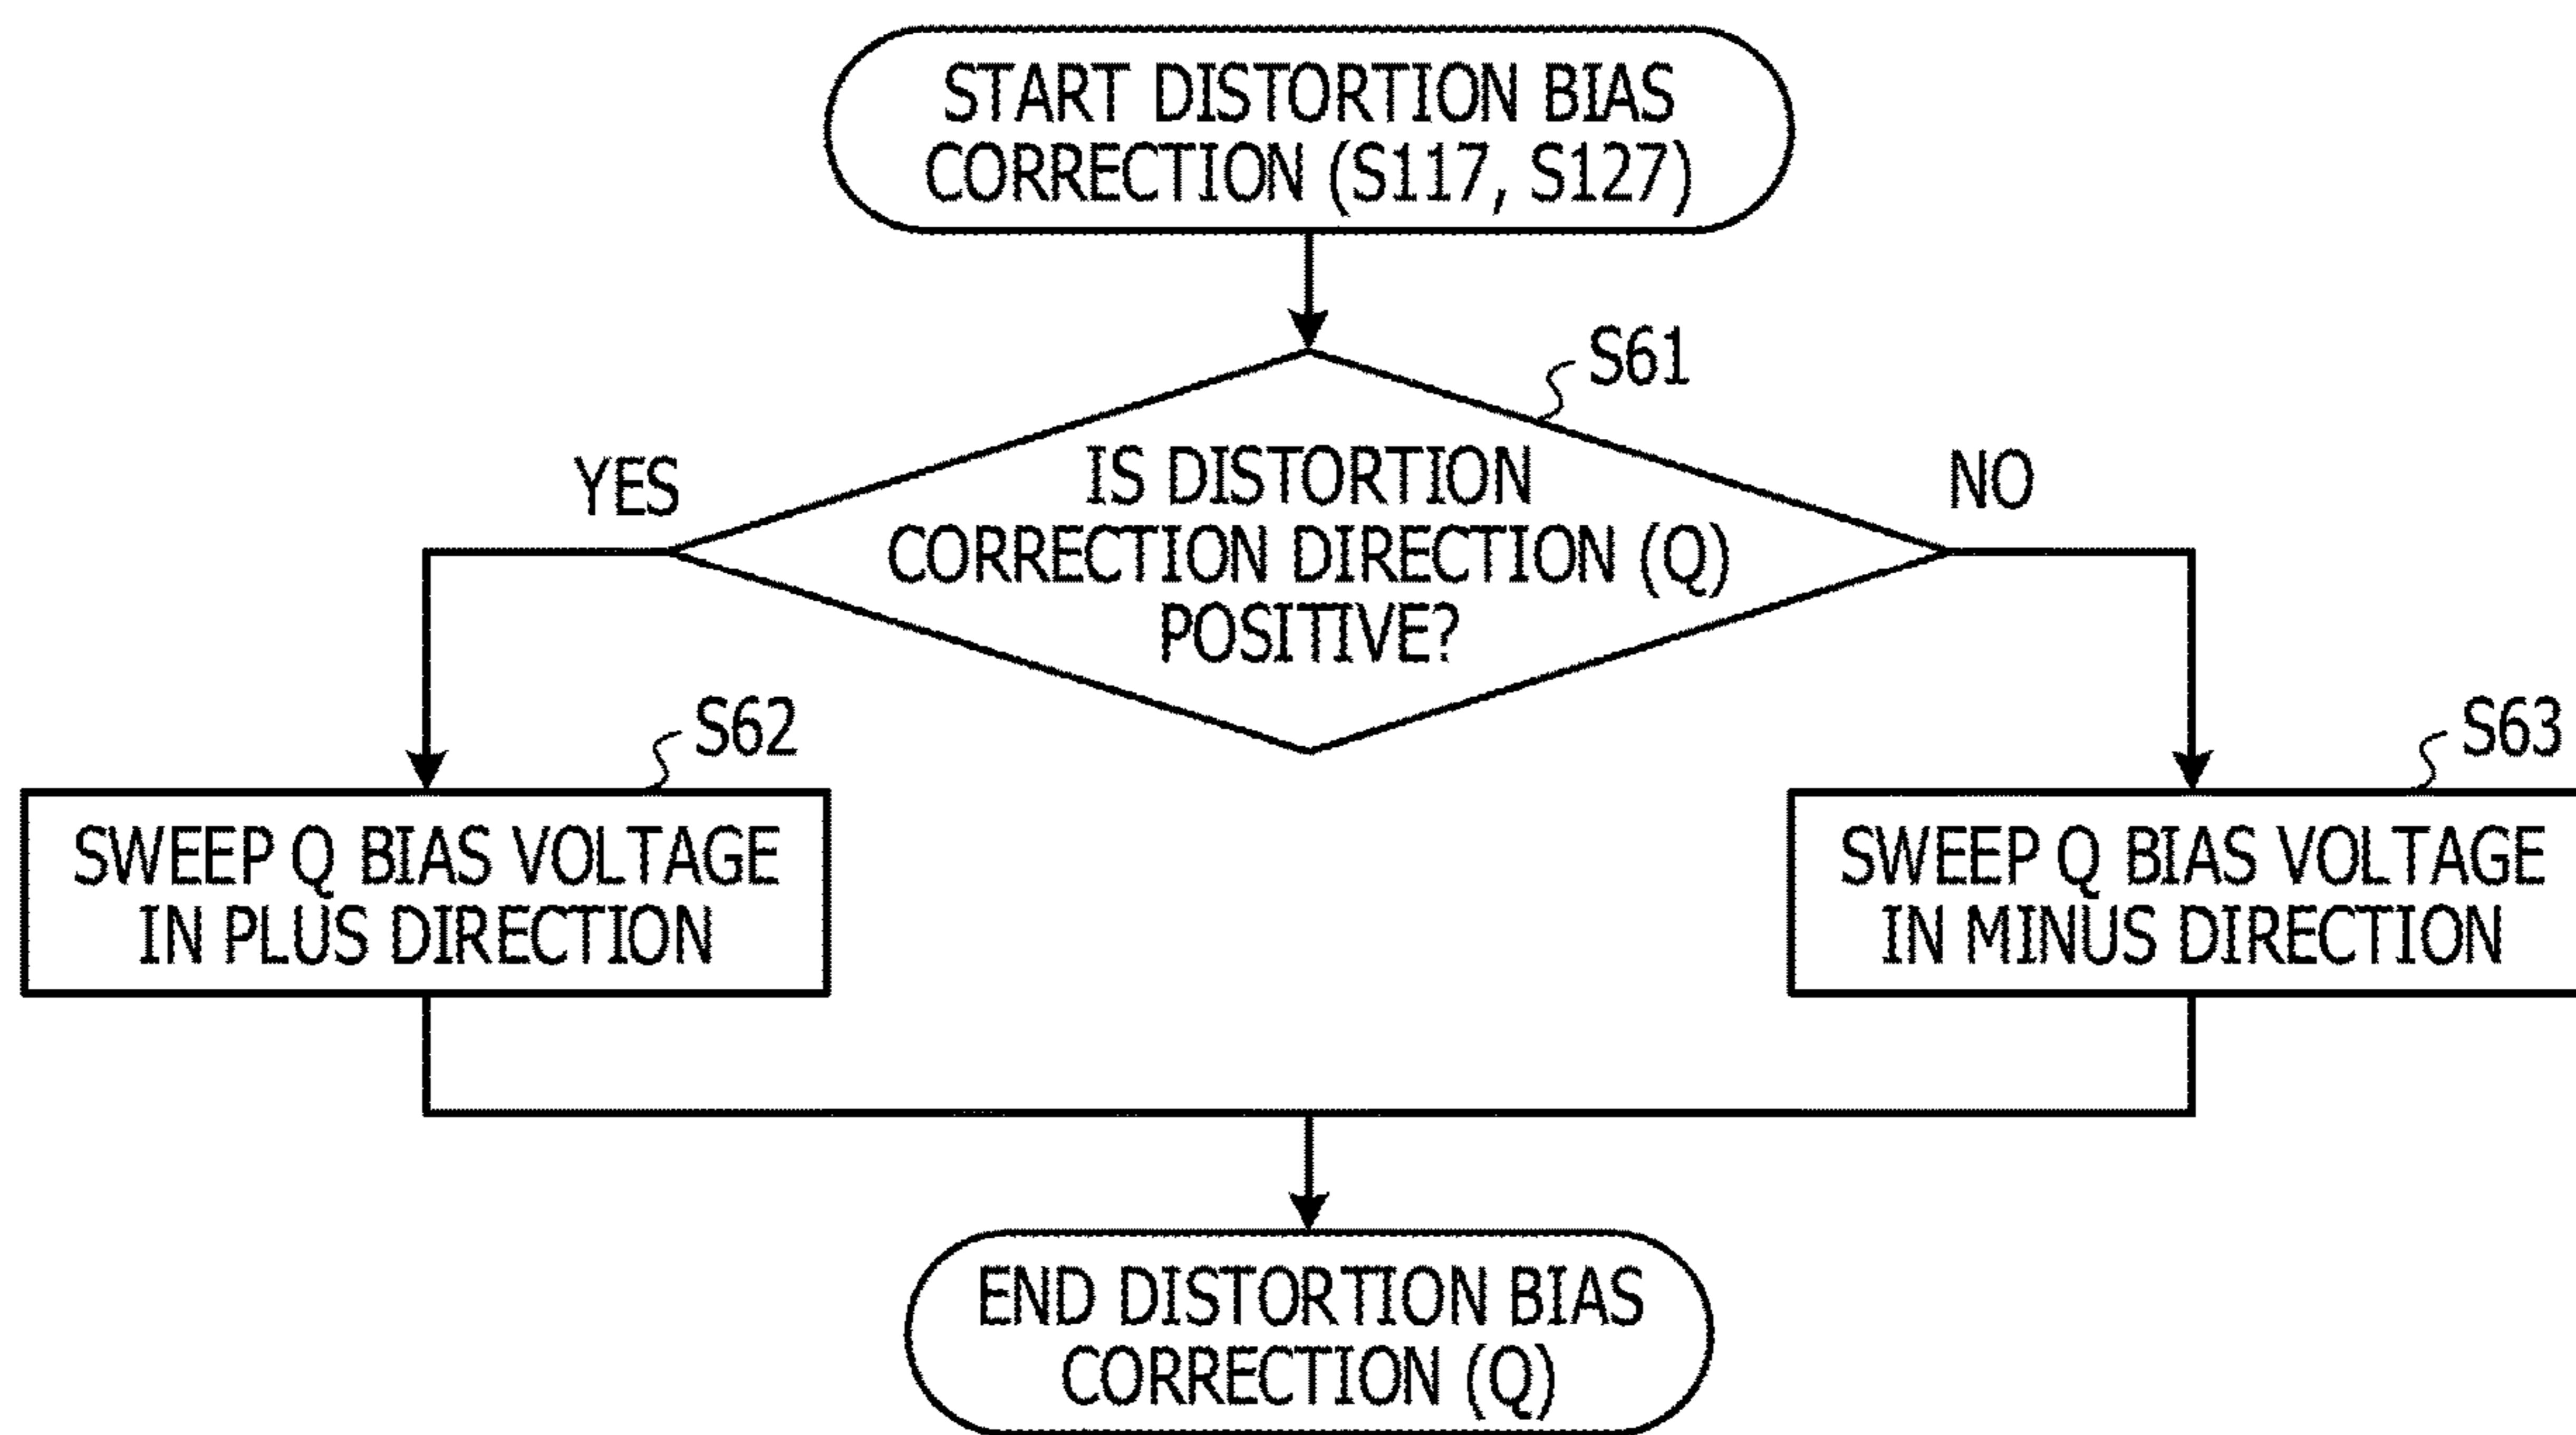 START DISTORTION BIAS
CORRECTION (S117, S127)
S61
YES
IS DISTORTION
CORRECTION DIRECTION (Q)
POSITIVE?
NO
S62
SWEEP Q BIAS VOLTAGE
IN PLUS DIRECTION
S63
SWEEP Q BIAS VOLTAGE
IN MINUS DIRECTION
END DISTORTION BIAS
CORRECTION (Q)